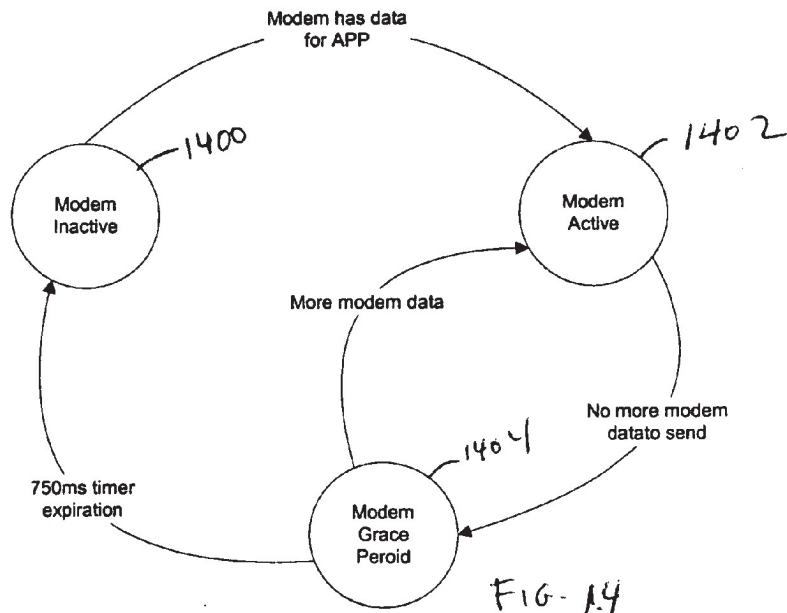 Modem has data
for APP
1400
1402
Modem
Inactive
Modem
Active
More modem data
No more modem
datato send
1404
750ms timer
expiration
Modem
Grace
Peroid
FIG. 14